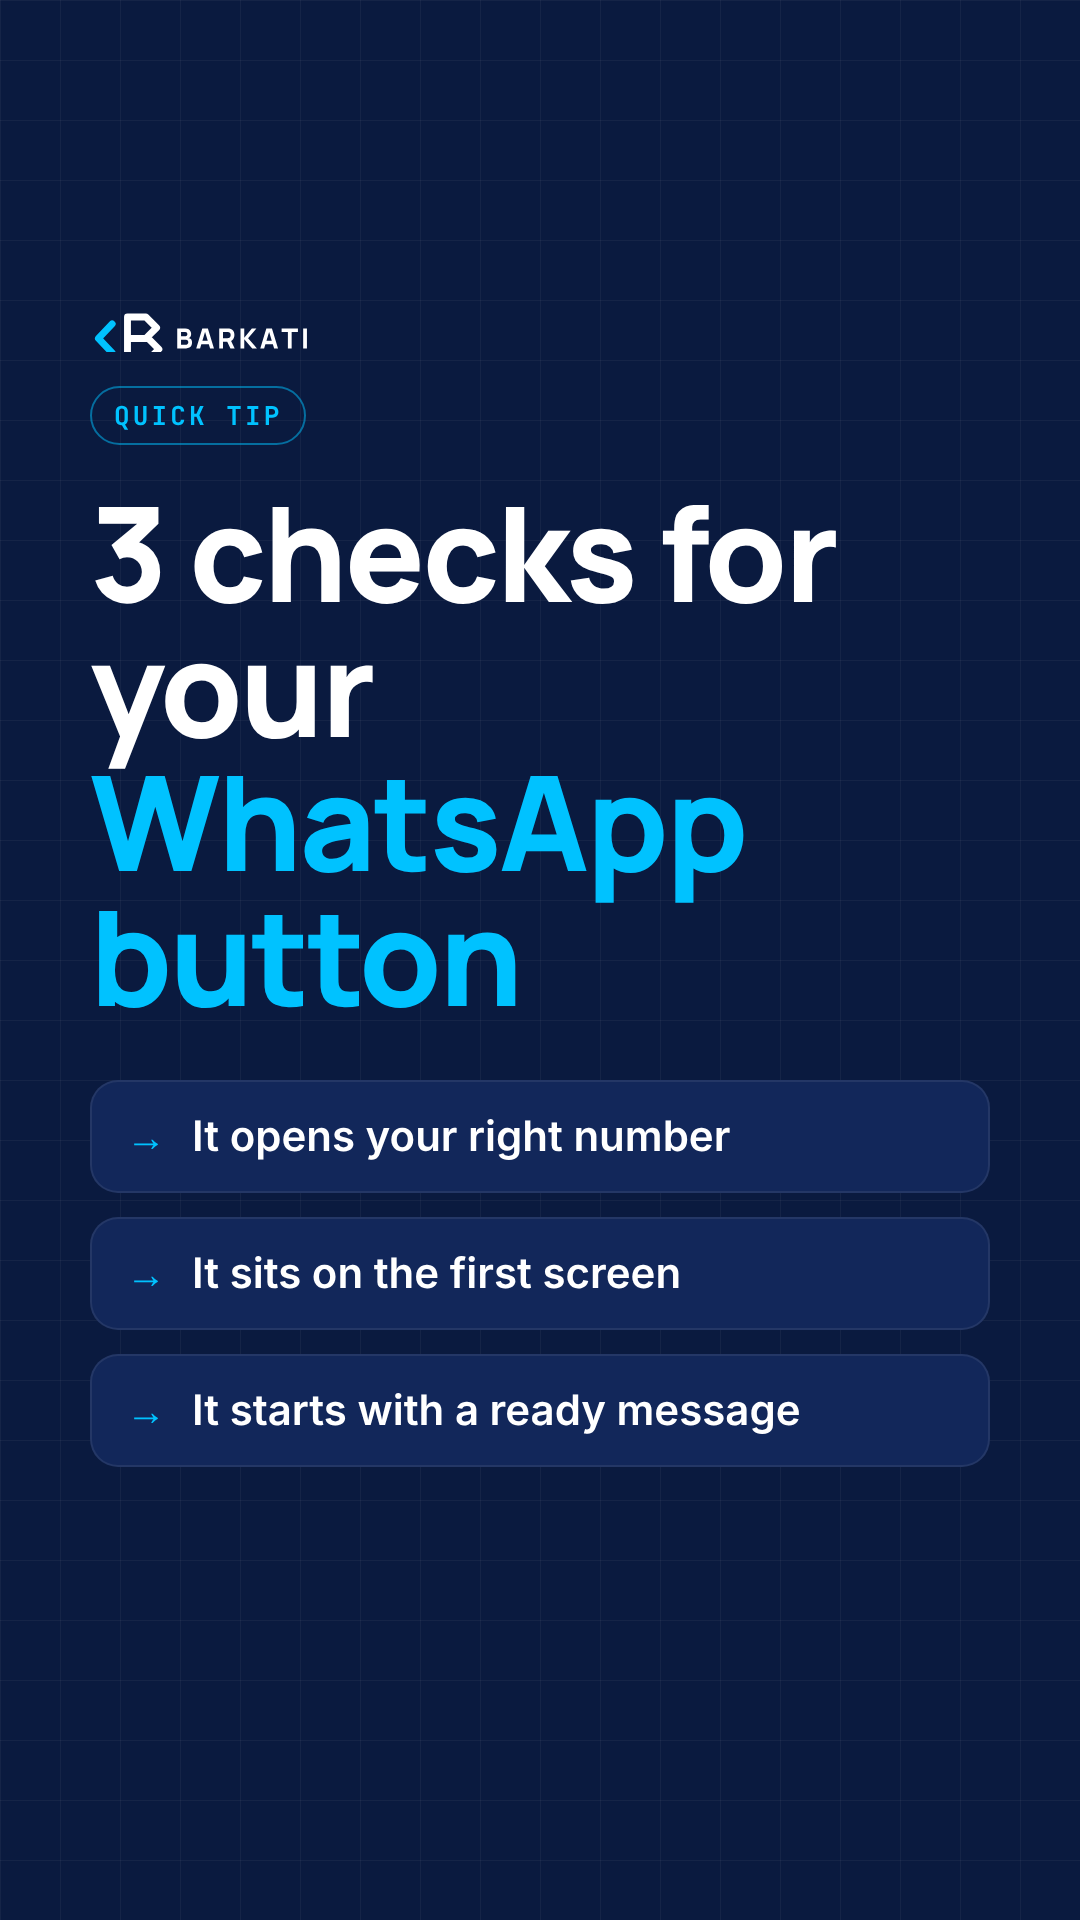 BARKATI
QUICK TIP
3 checks for
your
WhatsApp
button
→ It opens your right number
→ It sits on the first screen
→ It starts with a ready message